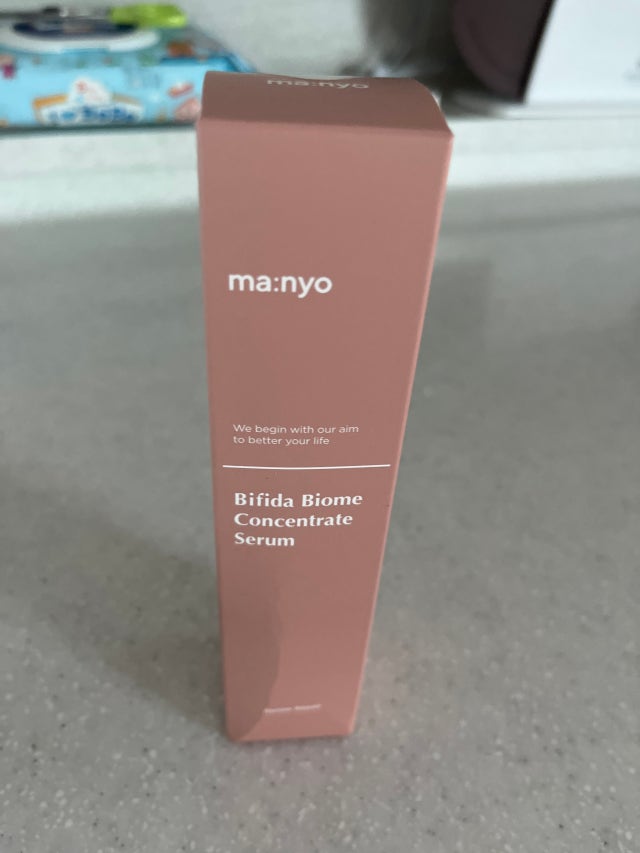 ma:nyo
ma:nyo
We begin with our aim
to better your life
Bifida Biome
Concentrate
Serum